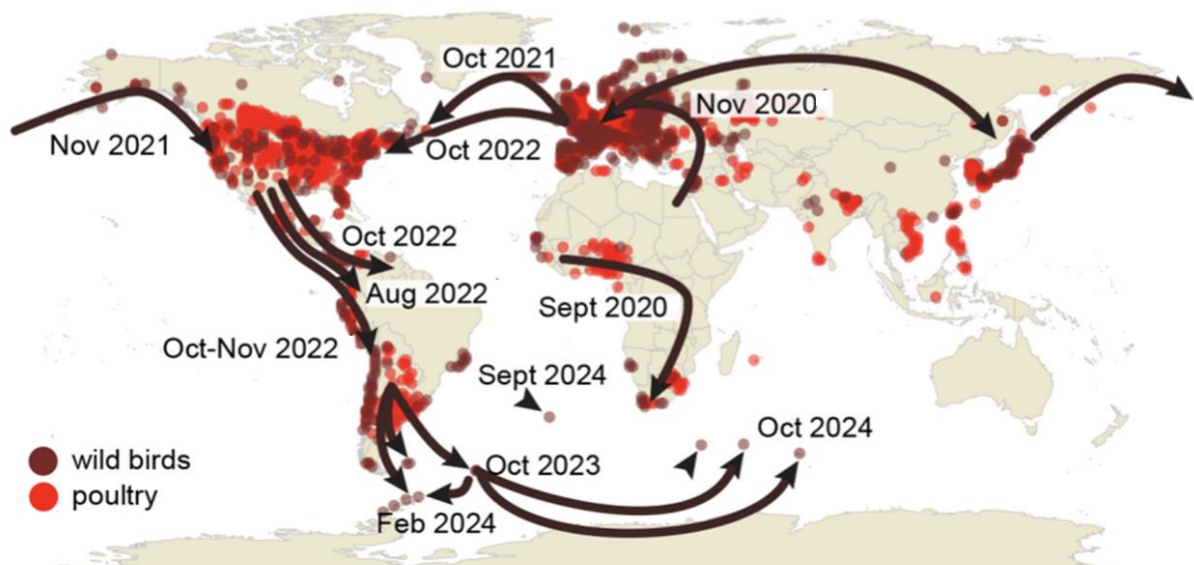 Oct 2021
Nov 2020
Nov 2021
Oct 2022
Oct 2022
Aug 2022
Sept 2020
Oct-Nov 2022
Sept 2024
Oct 2024
wild birds
Oct 2023
poultry
Feb 2024